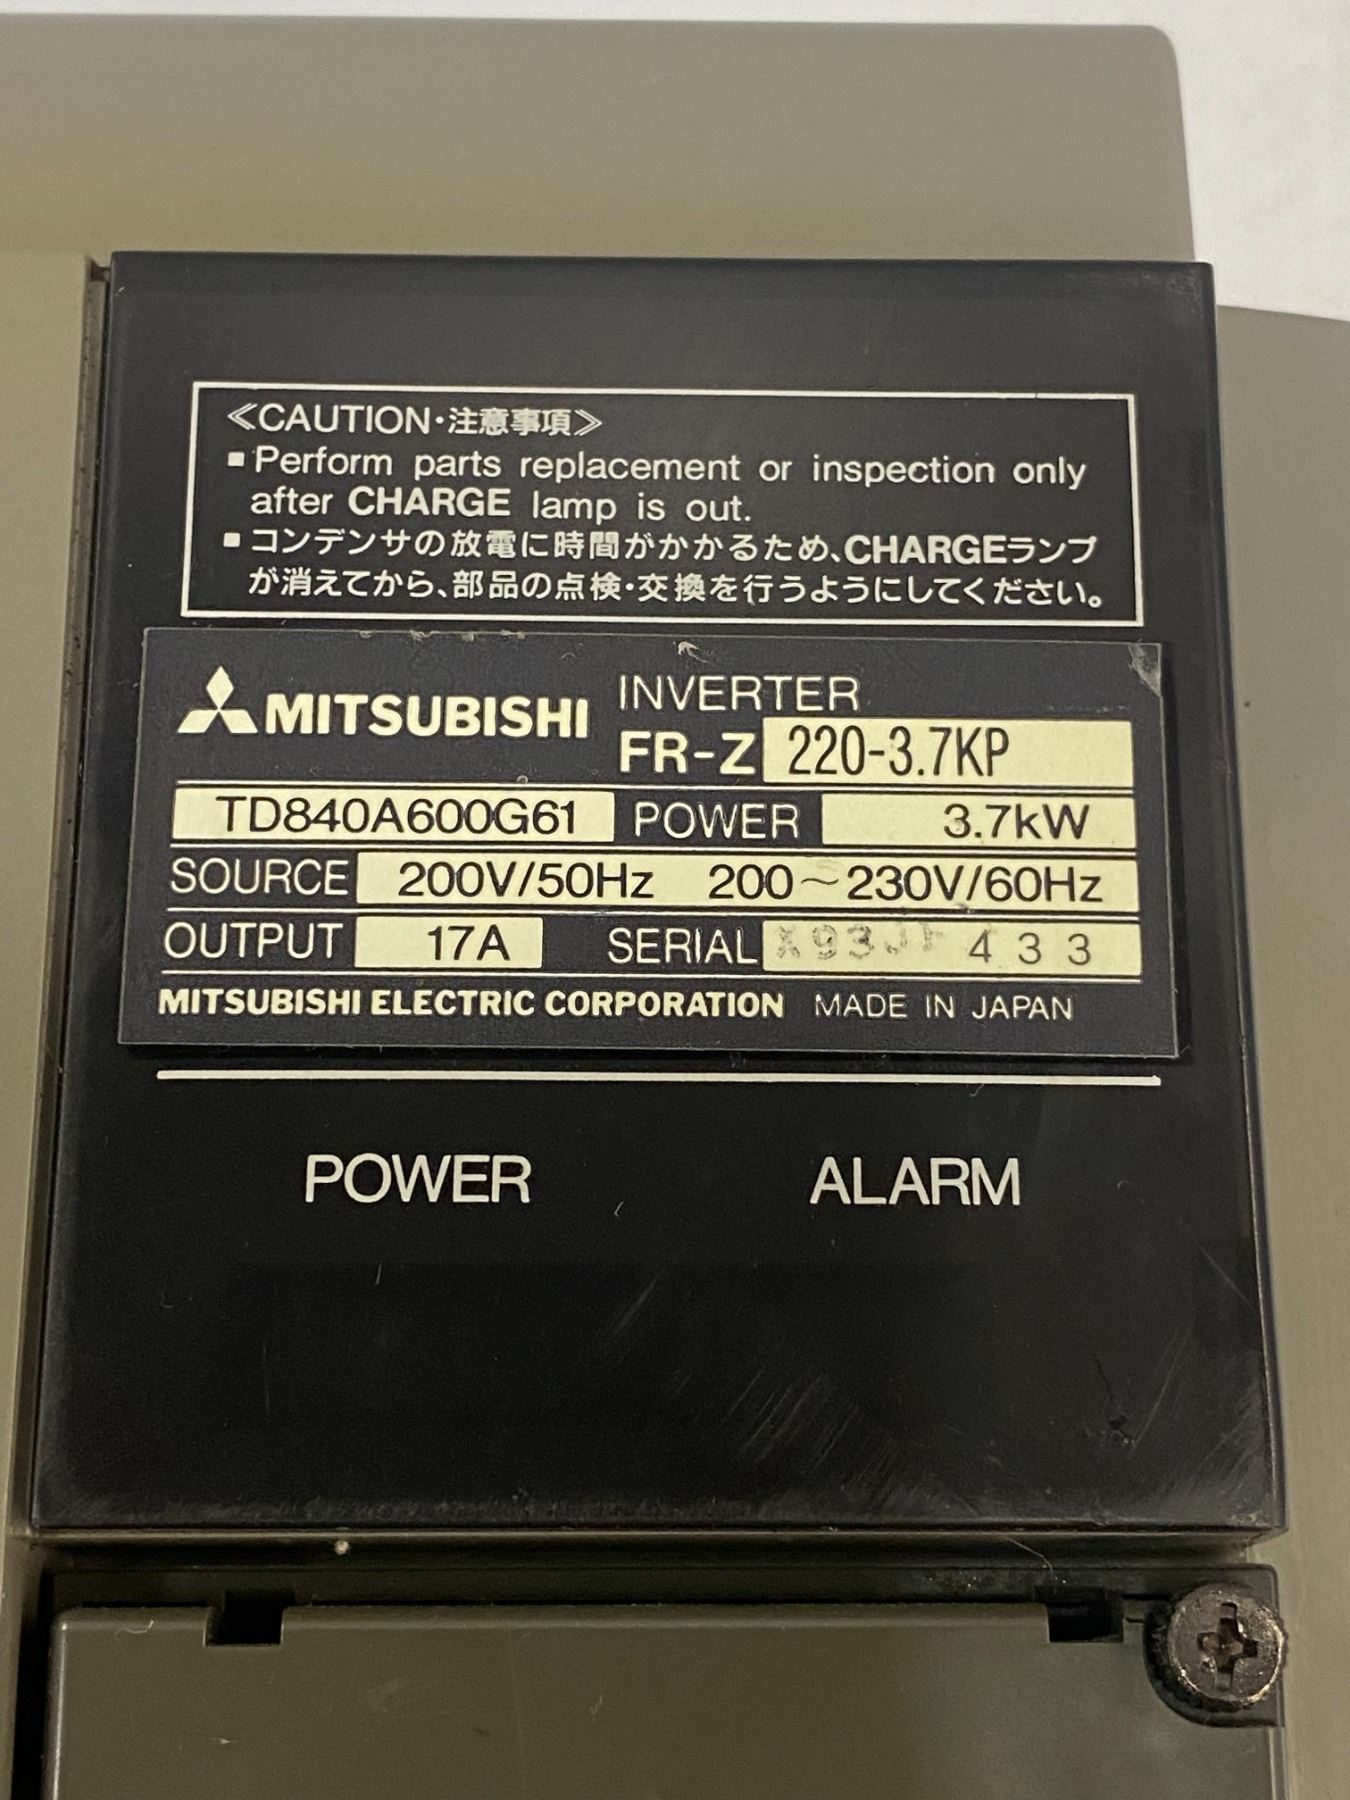 ≪CAUTION・注意事項≫
▪Perform parts replacement or inspection only
after CHARGE lamp is out.
▪コンデンサの放電に時間がかかるため、CHARGEランプ
が消えてから、部品の点検・交換を行うようにしてください。
MITSUBISHI INVERTER
FR-Z 220-3.7KP
TD840A600G61 POWER 3.7kW
SOURCE 200V/50Hz 200~230V/60Hz
OUTPUT 17A SERIAL 433
MITSUBISHI ELECTRIC CORPORATION MADE IN JAPAN
POWER ALARM